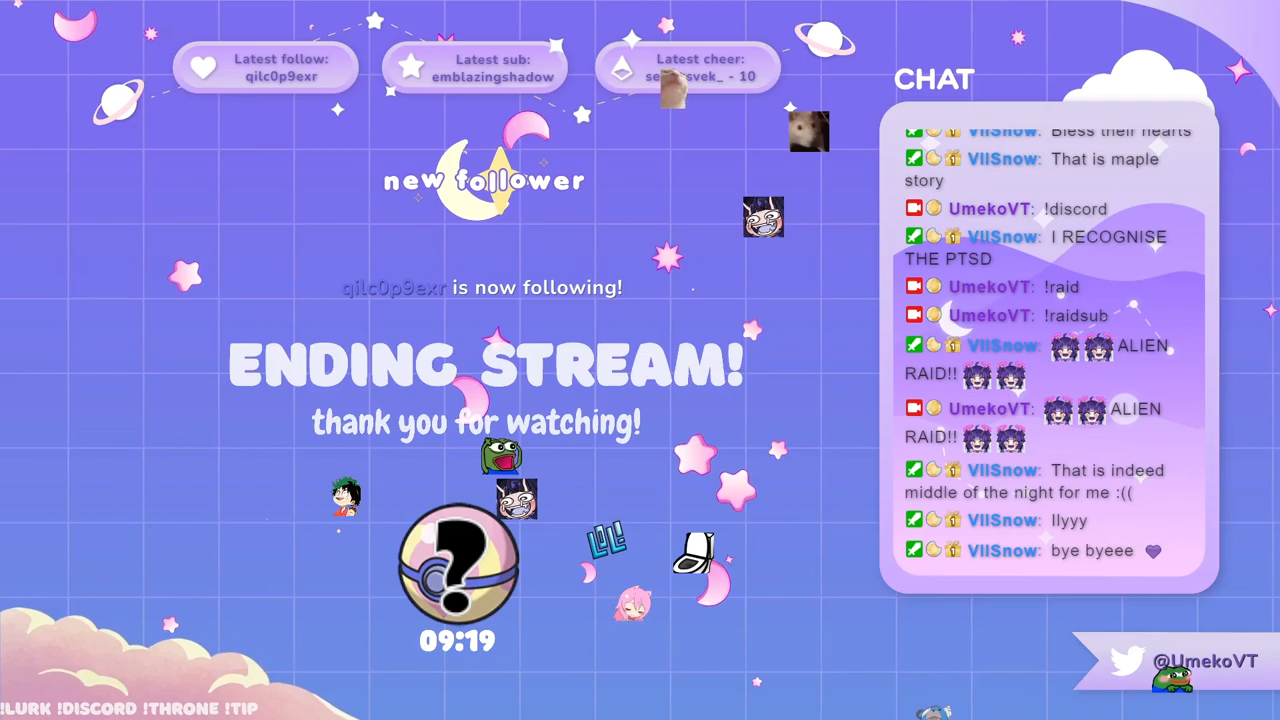 Latest follow:
qilc0p9exr
Latest sub:
emblazingshadow
Latest cheer:
- 10
new follower
qilc0p9exr is now following!
ENDING STREAM!
thank you for watching!
LOL!
?
09:19
!LURK !DISCORD !THRONE !TIP
CHAT
VIISnow: Bless their hearts
VIISnow: That is maple
story
UmekoVT: !discord
VIISnow: I RECOGNISE
THE PTSD
UmekoVT: !raid
UmekoVT: !raidsub
VIISnow: ALIEN
RAID!!
UmekoVT: ALIEN
RAID!!
VIISnow: That is indeed
middle of the night for me :((
VIISnow: llyyy
VIISnow: bye byeee
@UmekoVT